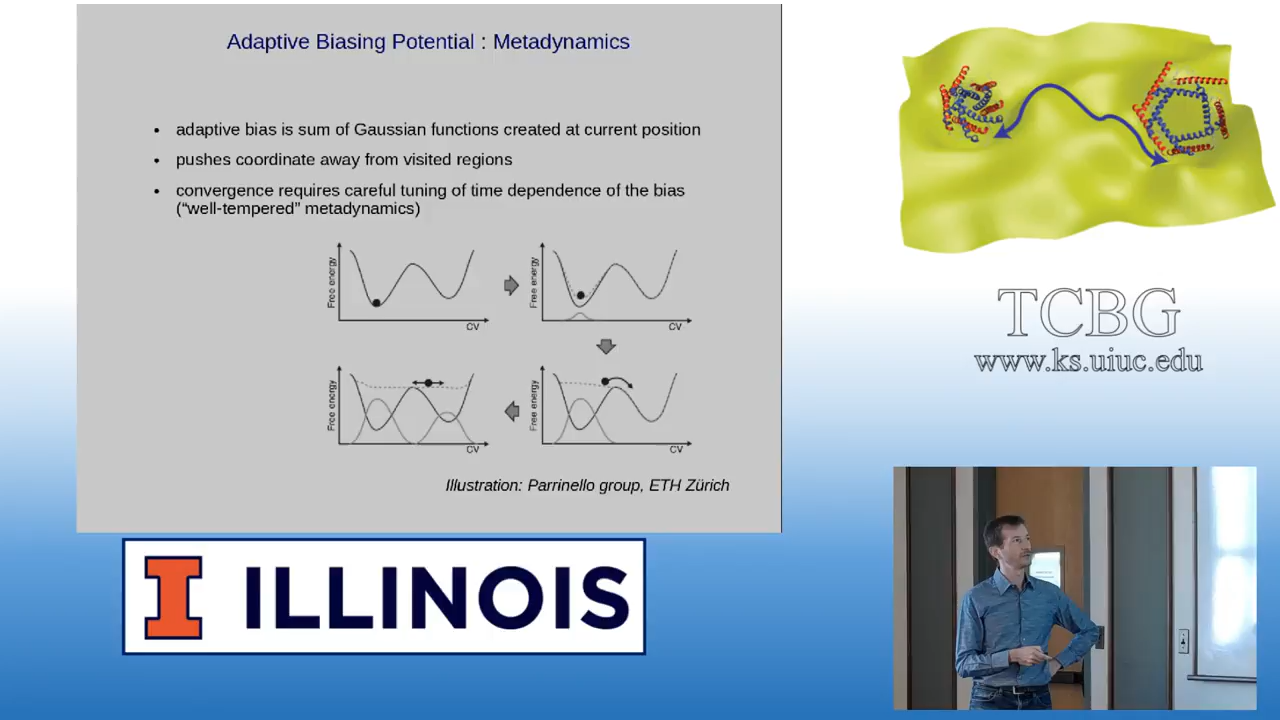 Adaptive Biasing Potential : Metadynamics
• adaptive bias is sum of Gaussian functions created at current position
• pushes coordinate away from visited regions
• convergence requires careful tuning of time dependence of the bias
(“well-tempered” metadynamics)
Free energy
CV
Free energy
CV
Free energy
CV
Free energy
CV
Illustration: Parrinello group, ETH Zürich
TCBG
www.ks.uiuc.edu
I ILLINOIS